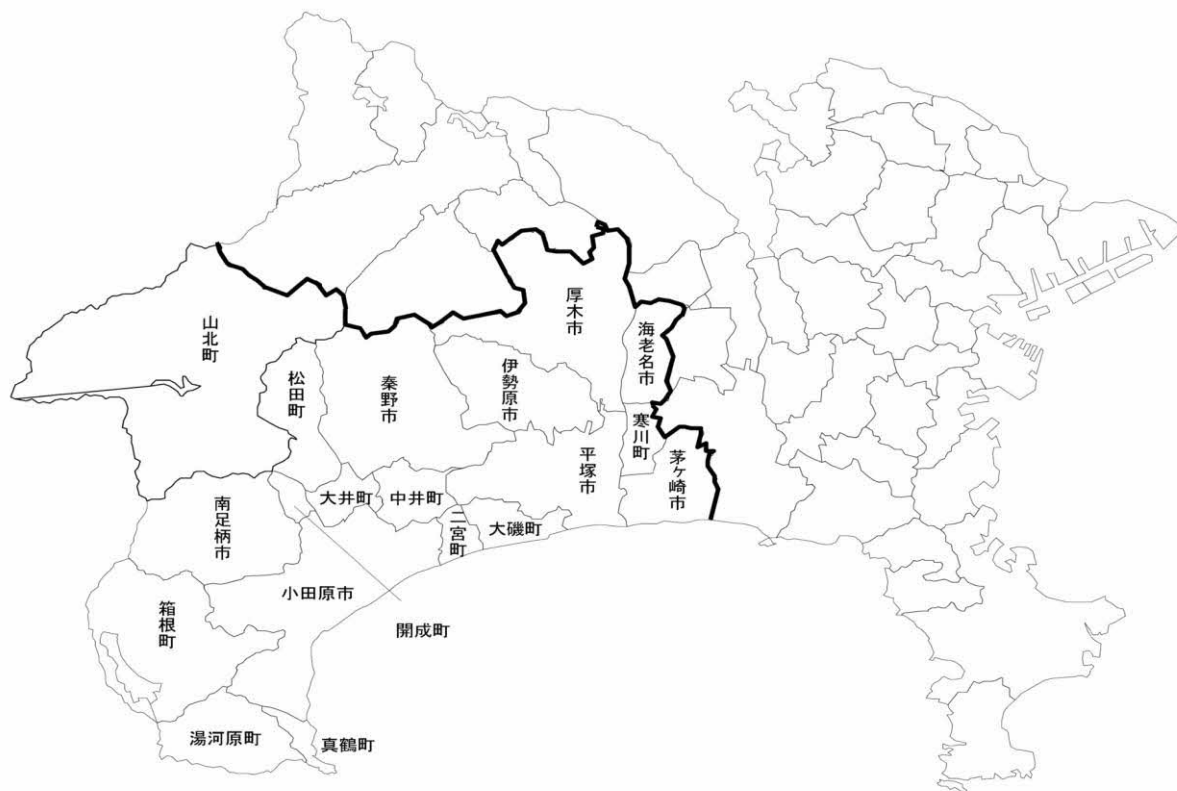 山北町
松田町
秦野市
伊勢原市
厚木市
海老名市
寒川町
茅ヶ崎市
平塚市
大井町
中井町
二宮町
大磯町
南足柄市
小田原市
開成町
箱根町
湯河原町
真鶴町